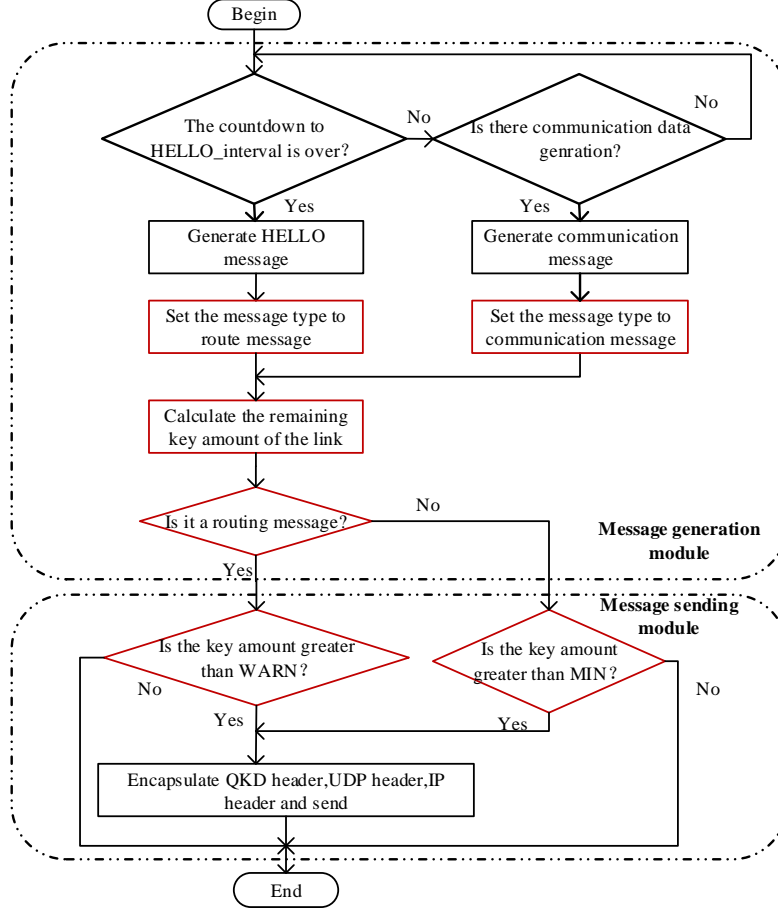 Begin
The countdown to
HELLO_interval is over?
No
Is there communication data
genration?
No
Yes
Yes
Generate HELLO
message
Generate communication
message
Set the message type to
route message
Set the message type to
communication message
Calculate the remaining
key amount of the link
Is it a routing message?
No
Message generation
module
Yes
Message sending
module
Is the key amount greater
than WARN?
Is the key amount
greater than MIN?
No
No
Yes
Yes
Encapsulate QKD header,UDP header,IP
header and send
End